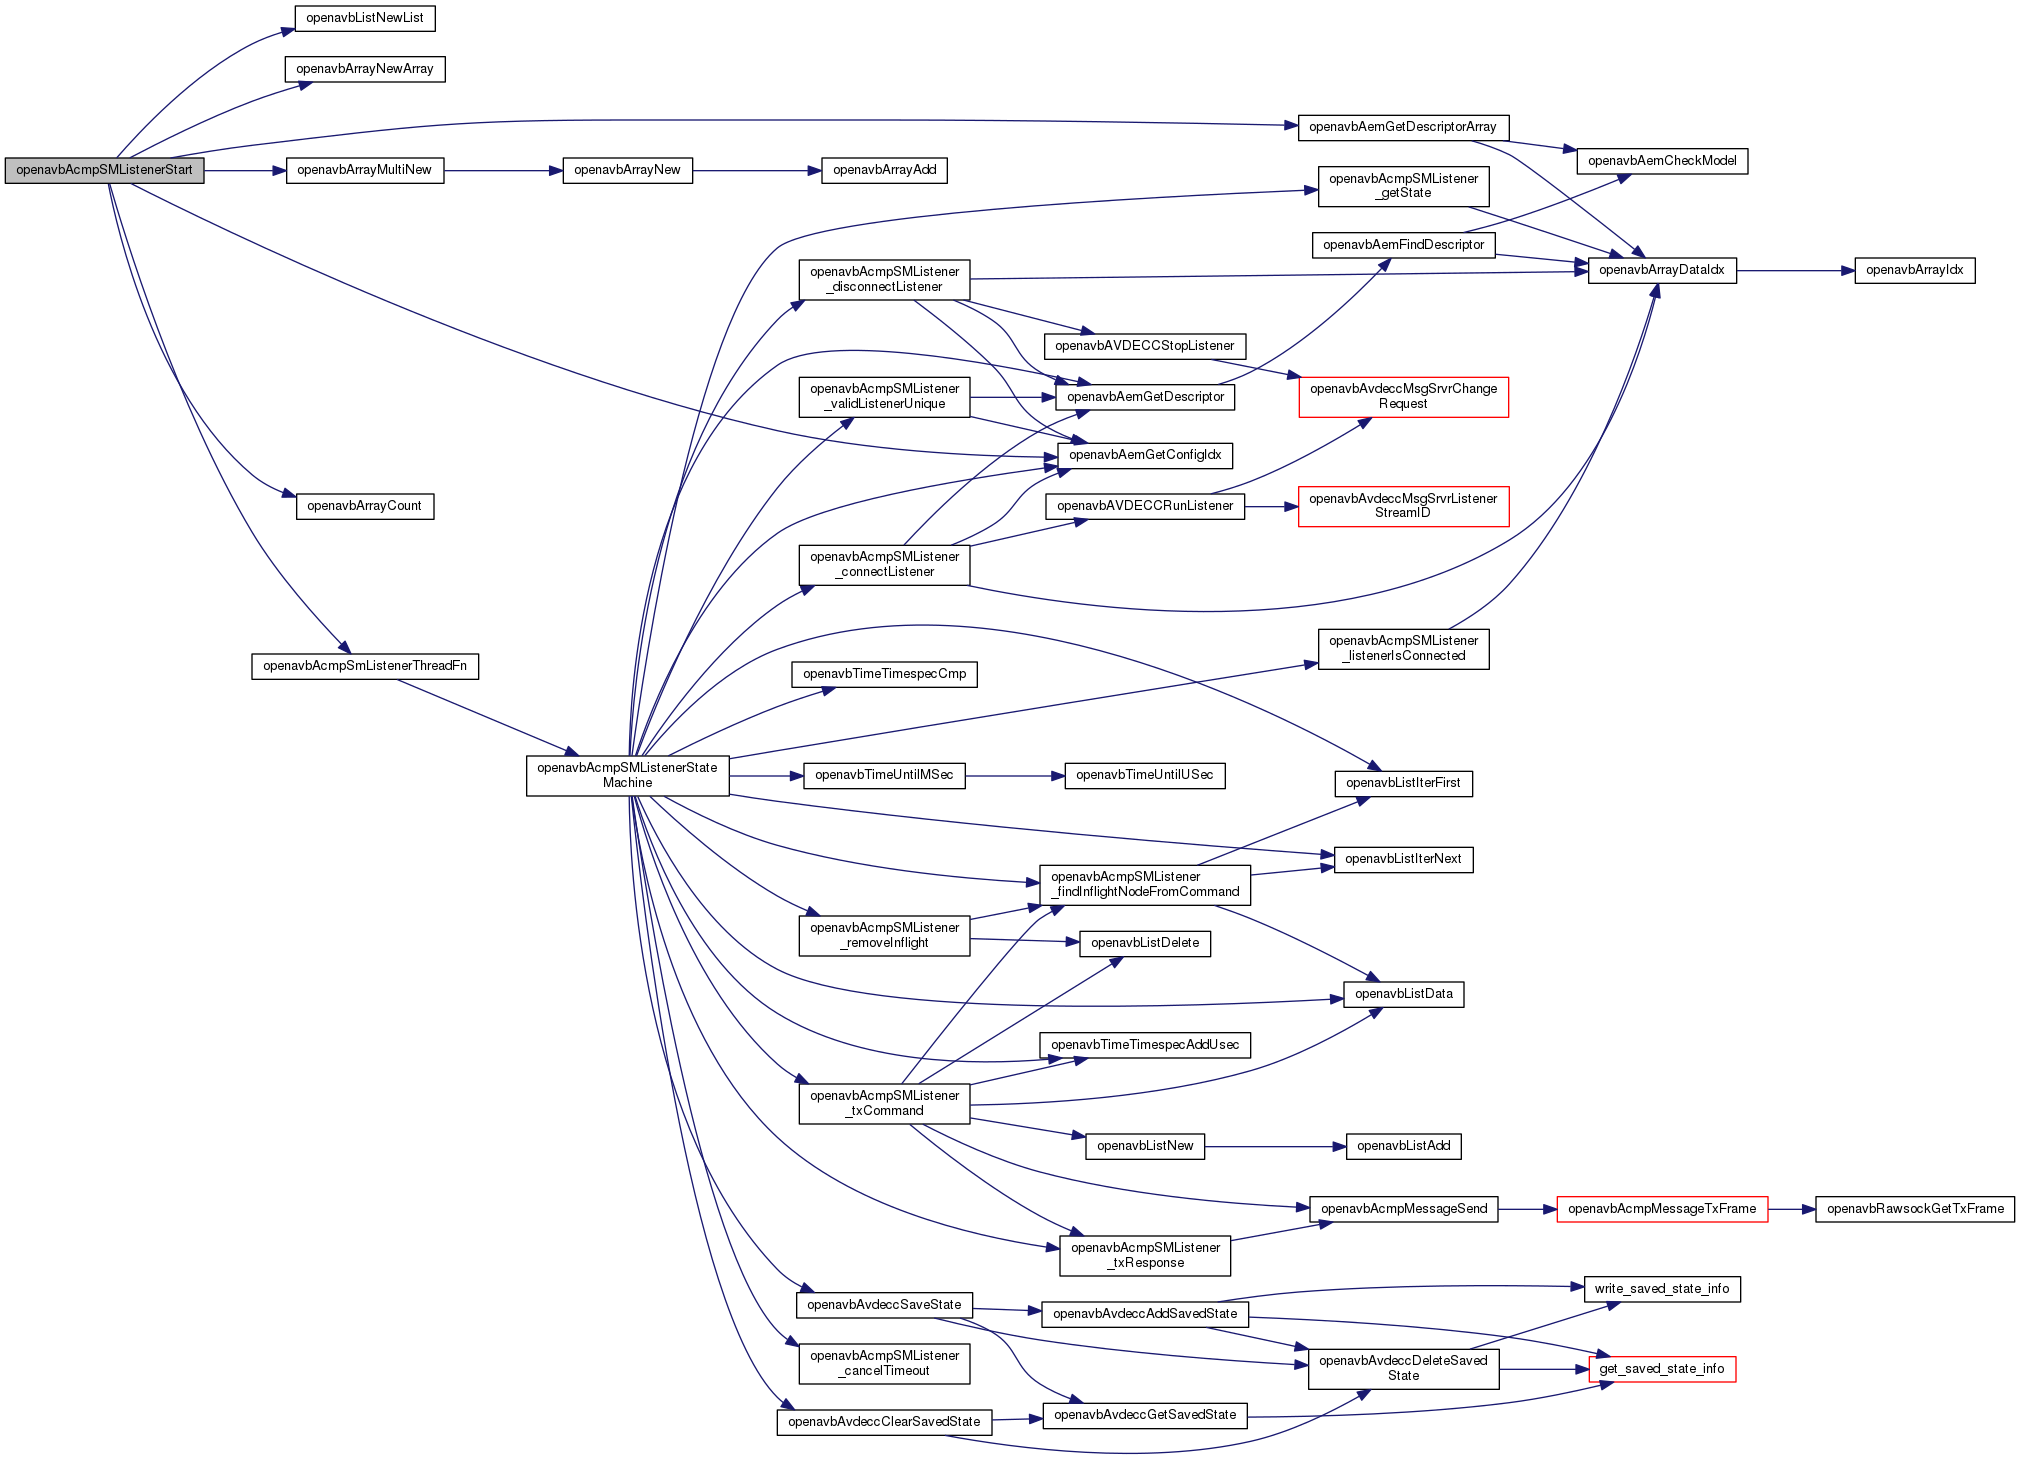 openavbListNewList
openavbArrayNewArray
openavbAemGetDescriptorArray
openavbAemCheckModel
openavbAcmpSMListenerStart
openavbArrayMultiNew
openavbArrayNew
openavbArrayAdd
openavbAcmpSMListener
_getState
openavbAemFindDescriptor
openavbAcmpSMListener
_disconnectListener
openavbArrayDataIdx
openavbArrayIdx
openavbAVDECCStopListener
openavbAcmpSMListener
_validListenerUnique
openavbAemGetDescriptor
openavbAvdeccMsgSrvrChange
Request
openavbAemGetConfigIdx
openavbArrayCount
openavbAVDECCRunListener
openavbAvdeccMsgSrvrListener
StreamID
openavbAcmpSMListener
_connectListener
openavbAcmpSmListenerThreadFn
openavbTimeTimespecCmp
openavbAcmpSMListener
_listenerIsConnected
openavbAcmpSMListenerState
Machine
openavbTimeUntilMSec
openavbTimeUntilUSec
openavbListIterFirst
openavbListIterNext
openavbAcmpSMListener
_findInflightNodeFromCommand
openavbAcmpSMListener
_removeInflight
openavbListDelete
openavbListData
openavbTimeTimespecAddUsec
openavbAcmpSMListener
_txCommand
openavbListNew
openavbListAdd
openavbAcmpMessageSend
openavbAcmpMessageTxFrame
openavbRawsockGetTxFrame
openavbAcmpSMListener
_txResponse
openavbAvdeccSaveState
openavbAvdeccAddSavedState
write_saved_state_info
openavbAcmpSMListener
_cancelTimeout
openavbAvdeccDeleteSaved
State
get_saved_state_info
openavbAvdeccClearSavedState
openavbAvdeccGetSavedState